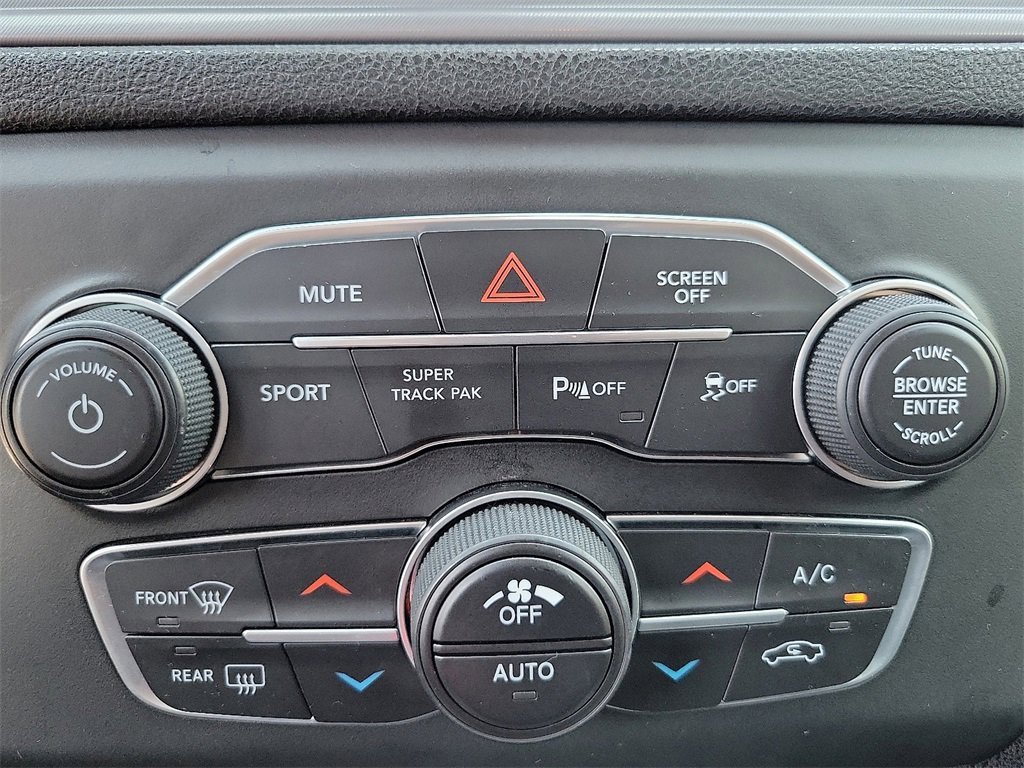 MUTE
SCREEN
OFF
VOLUME
SPORT
SUPER
TRACK PAK
P OFF
OFF
TUNE
BROWSE
ENTER
SCROLL
FRONT
OFF
A/C
REAR
AUTO